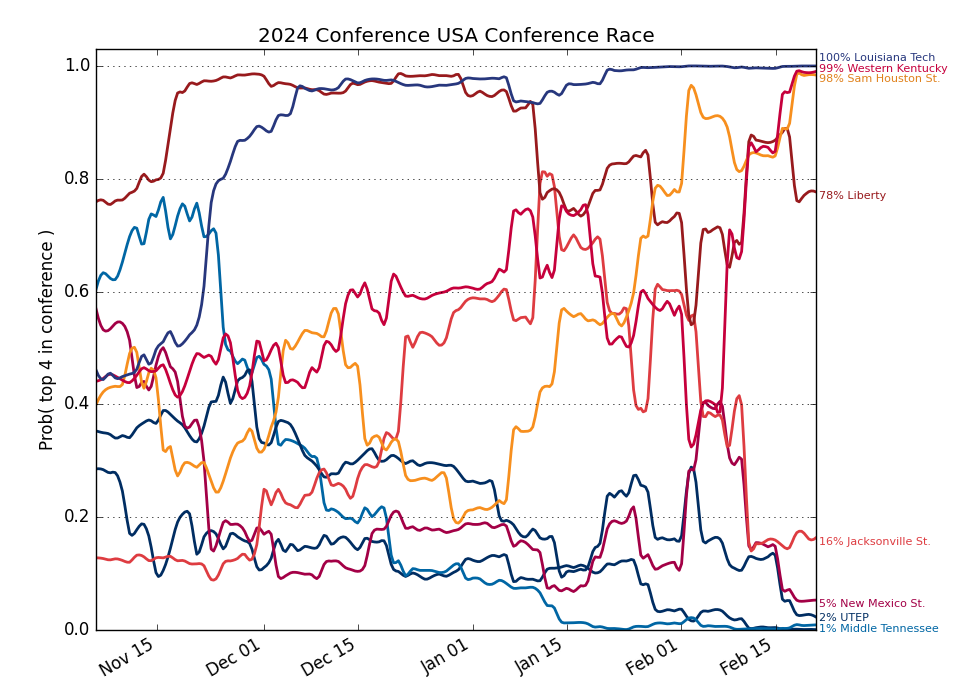 2024 Conference USA Conference Race
Prob( top 4 in conference )
1.0
0.8
0.6
0.4
0.2
0.0
Nov 15
Dec 01
Dec 15
Jan 01
Jan 15
Feb 01
Feb 15
100% Louisiana Tech
99% Western Kentucky
98% Sam Houston St.
78% Liberty
16% Jacksonville St.
5% New Mexico St.
2% UTEP
1% Middle Tennessee